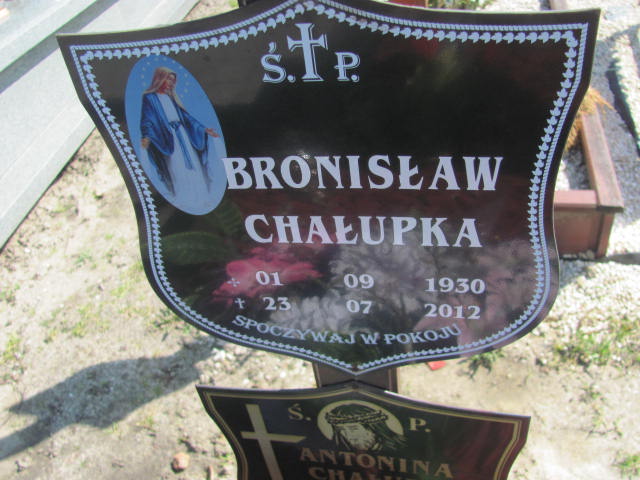 Ś. P.
BRONISŁAW
CHAŁUPKA
01 09 1930
✝ 23 07 2012
SPOCZYWAJ W POKOJU
Ś. P.
ANTONINA